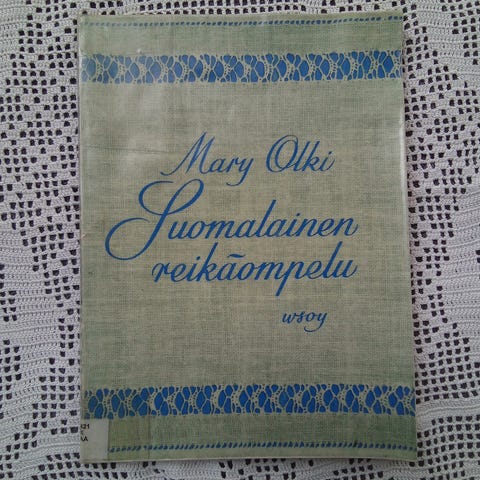 Mary Olki
Suomalainen
reikäompelu
wsoy